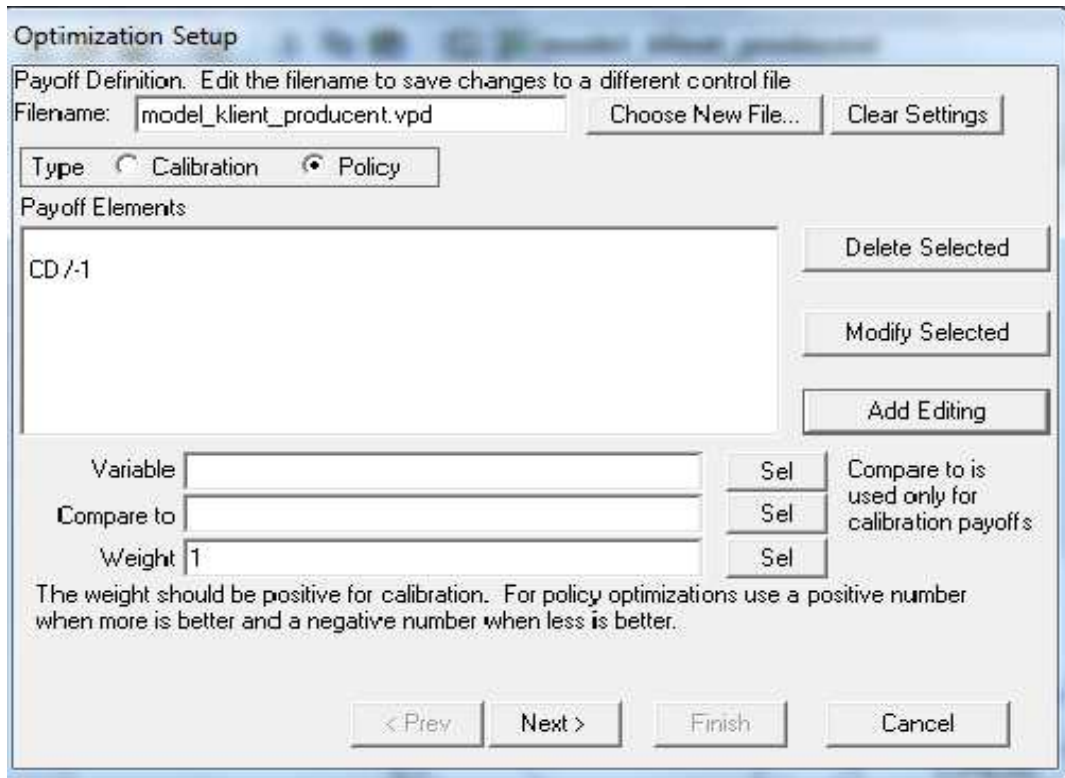 Optimization Setup
Payoff Definition. Edit the filename to save changes to a different control file
Filename: model_klient_producent.vpd Choose New File... Clear Settings
Type Calibration Policy
Payoff Elements
CD /-1
Delete Selected
Modify Selected
Add Editing
Variable Sel
Compare to Sel
Weight 1 Sel
Compare to is
used only for
calibration payoffs
The weight should be positive for calibration. For policy optimizations use a positive number
when more is better and a negative number when less is better.
< Prev Next > Finish Cancel